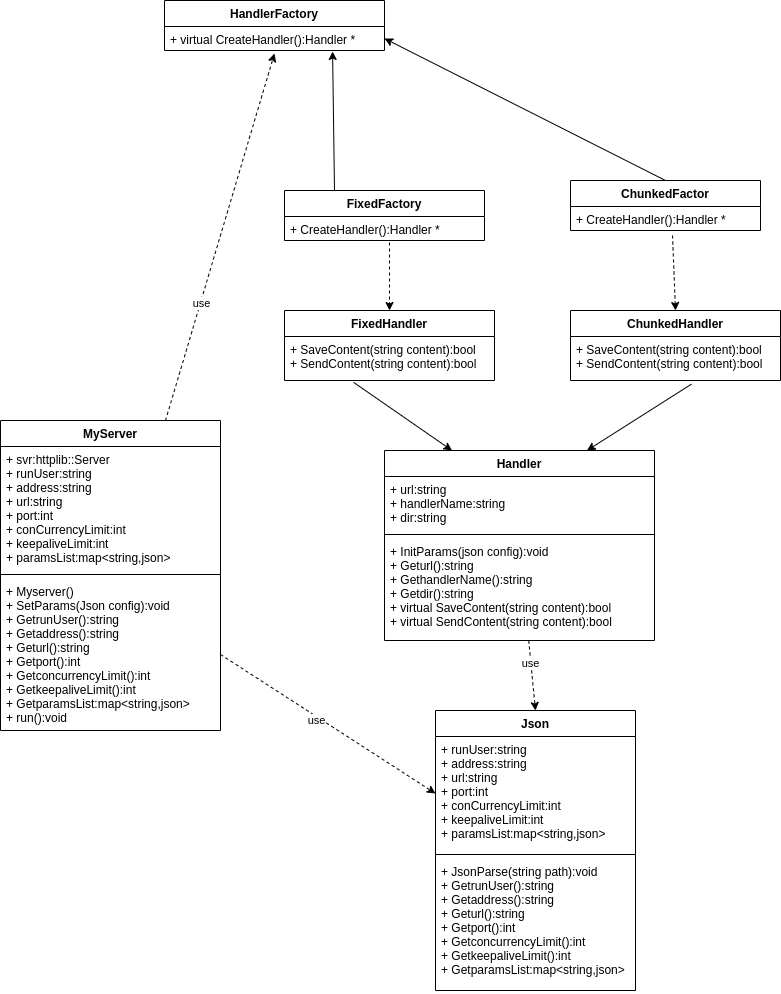 HandlerFactory
+ virtual CreateHandler():Handler *
FixedFactory
+ CreateHandler():Handler *
ChunkedFactor
+ CreateHandler():Handler *
use
FixedHandler
+ SaveContent(string content):bool
+ SendContent(string content):bool
ChunkedHandler
+ SaveContent(string content):bool
+ SendContent(string content):bool
MyServer
+ svr:httplib::Server
+ runUser:string
+ address:string
+ url:string
+ port:int
+ conCurrencyLimit:int
+ keepaliveLimit:int
+ paramsList:map<string,json>
+ Myserver()
+ SetParams(Json config):void
+ GetrunUser():string
+ Getaddress():string
+ Geturl():string
+ Getport():int
+ GetconcurrencyLimit():int
+ GetkeepaliveLimit():int
+ GetparamsList:map<string,json>
+ run():void
Handler
+ url:string
+ handlerName:string
+ dir:string
+ InitParams(json config):void
+ Geturl():string
+ GethandlerName():string
+ Getdir():string
+ virtual SaveContent(string content):bool
+ virtual SendContent(string content):bool
use
use
Json
+ runUser:string
+ address:string
+ url:string
+ port:int
+ conCurrencyLimit:int
+ keepaliveLimit:int
+ paramsList:map<string,json>
+ JsonParse(string path):void
+ GetrunUser():string
+ Getaddress():string
+ Geturl():string
+ Getport():int
+ GetconcurrencyLimit():int
+ GetkeepaliveLimit():int
+ GetparamsList:map<string,json>